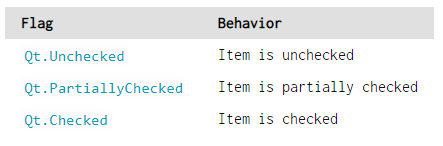 Flag Behavior
Qt.Unchecked Item is unchecked
Qt.PartiallyChecked Item is partially checked
Qt.Checked Item is checked